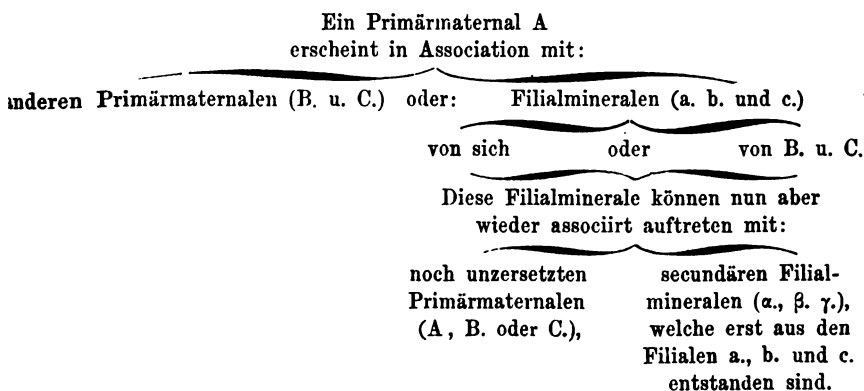 Ein Primärmaternal A
erscheint in Association mit:
anderen Primärmaternalen (B. u. C.) oder: Filialmineralen (a. b. und c.)
von sich oder von B. u. C.
Diese Filialminerale können nun aber
wieder associirt auftreten mit:
noch unzersetzten
Primärmaternalen
(A, B. oder C.),
secundären Filial-
mineralen (α., β. γ.),
welche erst aus den
Filialen a., b. und c.
entstanden sind.